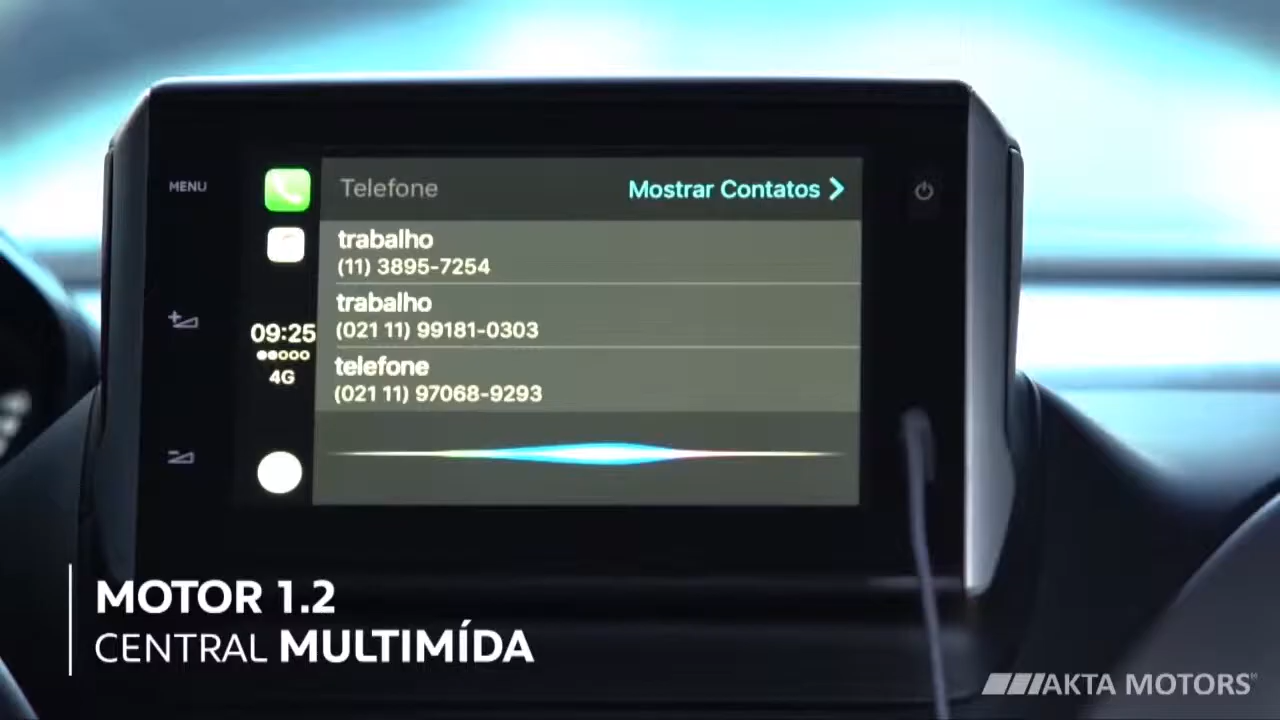 MENU
Telefone
Mostrar Contatos
trabalho
(11) 3895-7254
trabalho
(021 11) 99181-0303
09:25
4G
telefone
(021 11) 97068-9293
MOTOR 1.2
CENTRAL MULTIMÍDA
AKTA MOTORS